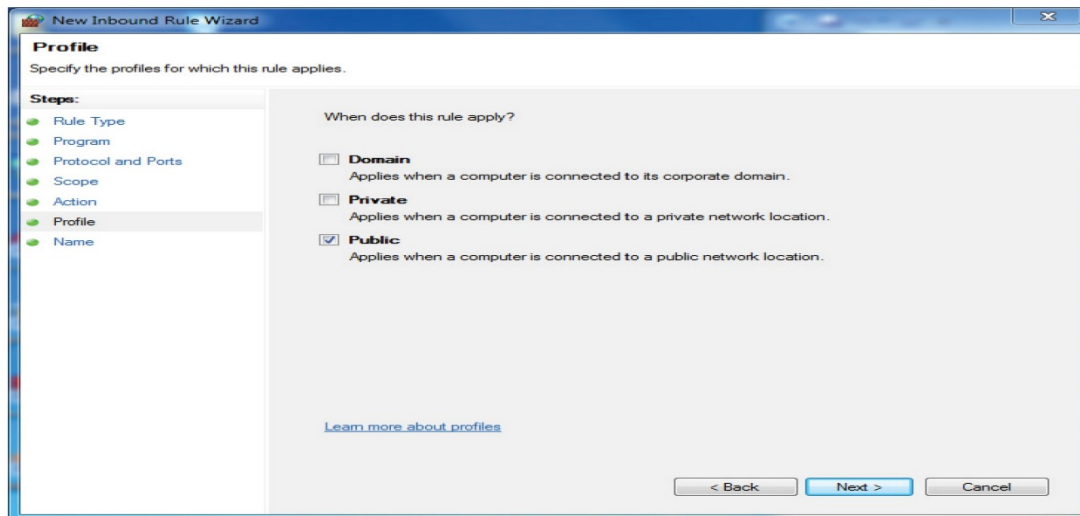 New Inbound Rule Wizard
Profile
Specify the profiles for which this rule applies.
Steps:
Rule Type
Program
Protocol and Ports
Scope
Action
Profile
Name
When does this rule apply?
Domain
Applies when a computer is connected to its corporate domain.
Private
Applies when a computer is connected to a private network location.
Public
Applies when a computer is connected to a public network location.
Learn more about profiles
< Back
Next >
Cancel